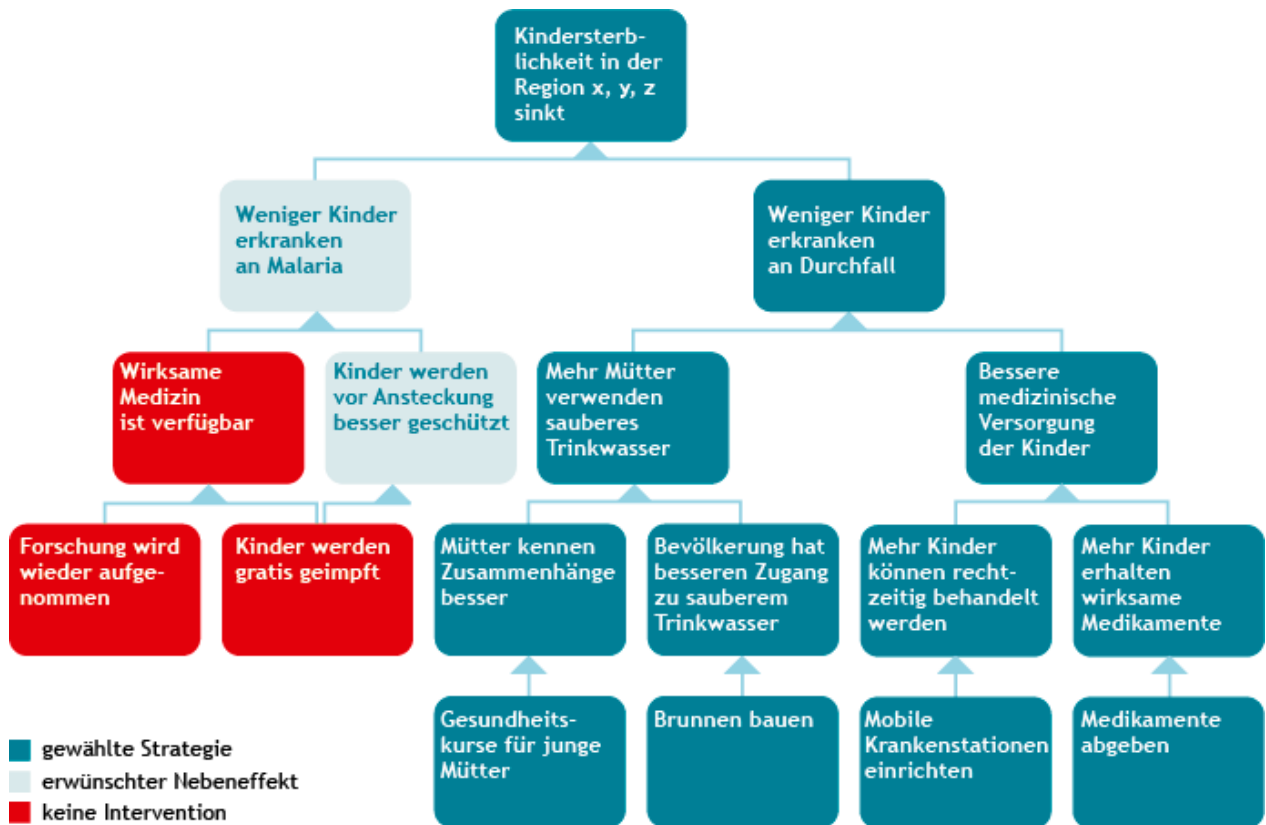 Kindersterb-
lichkeit in der
Region x, y, z
sinkt
Weniger Kinder
erkranken
an Malaria
Weniger Kinder
erkranken
an Durchfall
Wirksame
Medizin
ist verfügbar
Kinder werden
vor Ansteckung
besser geschützt
Mehr Mütter
verwenden
sauberes
Trinkwasser
Bessere
medizinische
Versorgung
der Kinder
Forschung wird
wieder aufge-
nommen
Kinder werden
gratis geimpft
Mütter kennen
Zusammenhänge
besser
Bevölkerung hat
besseren Zugang
zu sauberem
Trinkwasser
Mehr Kinder
können recht-
zeitig behandelt
werden
Mehr Kinder
erhalten
wirksame
Medikamente
Gesundheits-
kurse für junge
Mütter
Brunnen bauen
Mobile
Krankenstationen
einrichten
Medikamente
abgeben
gewählte Strategie
erwünschter Nebeneffekt
keine Intervention